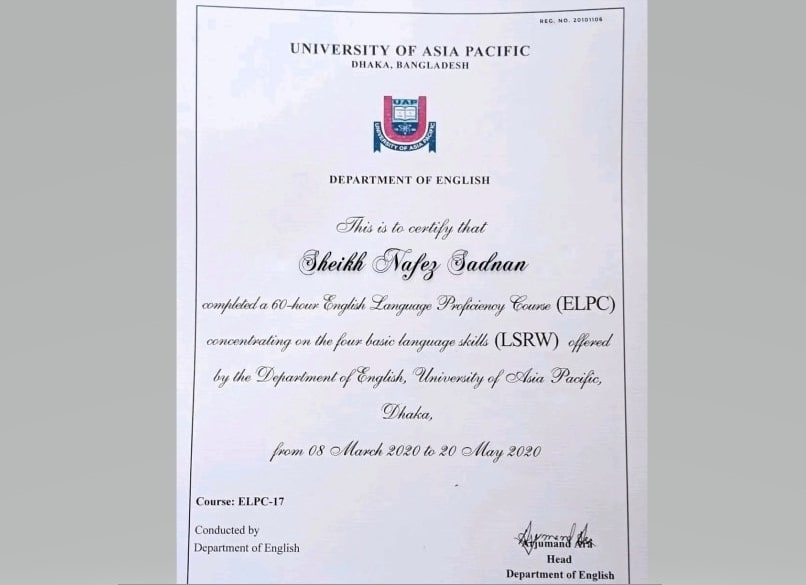 REG. NO. 20101106
UNIVERSITY OF ASIA PACIFIC
DHAKA, BANGLADESH
UAP
UNIVERSITY OF ASIA PACIFIC
DEPARTMENT OF ENGLISH
This is to certify that
Sheikh Nafez Sadnan
completed a 60-hour English Language Proficiency Course (ELPC)
concentrating on the four basic language skills (LSRW) offered
by the Department of English, University of Asia Pacific,
Dhaka,
from 08 March 2020 to 20 May 2020
Course: ELPC-17
Conducted by
Department of English
Arjumand Ara
Head
Department of English